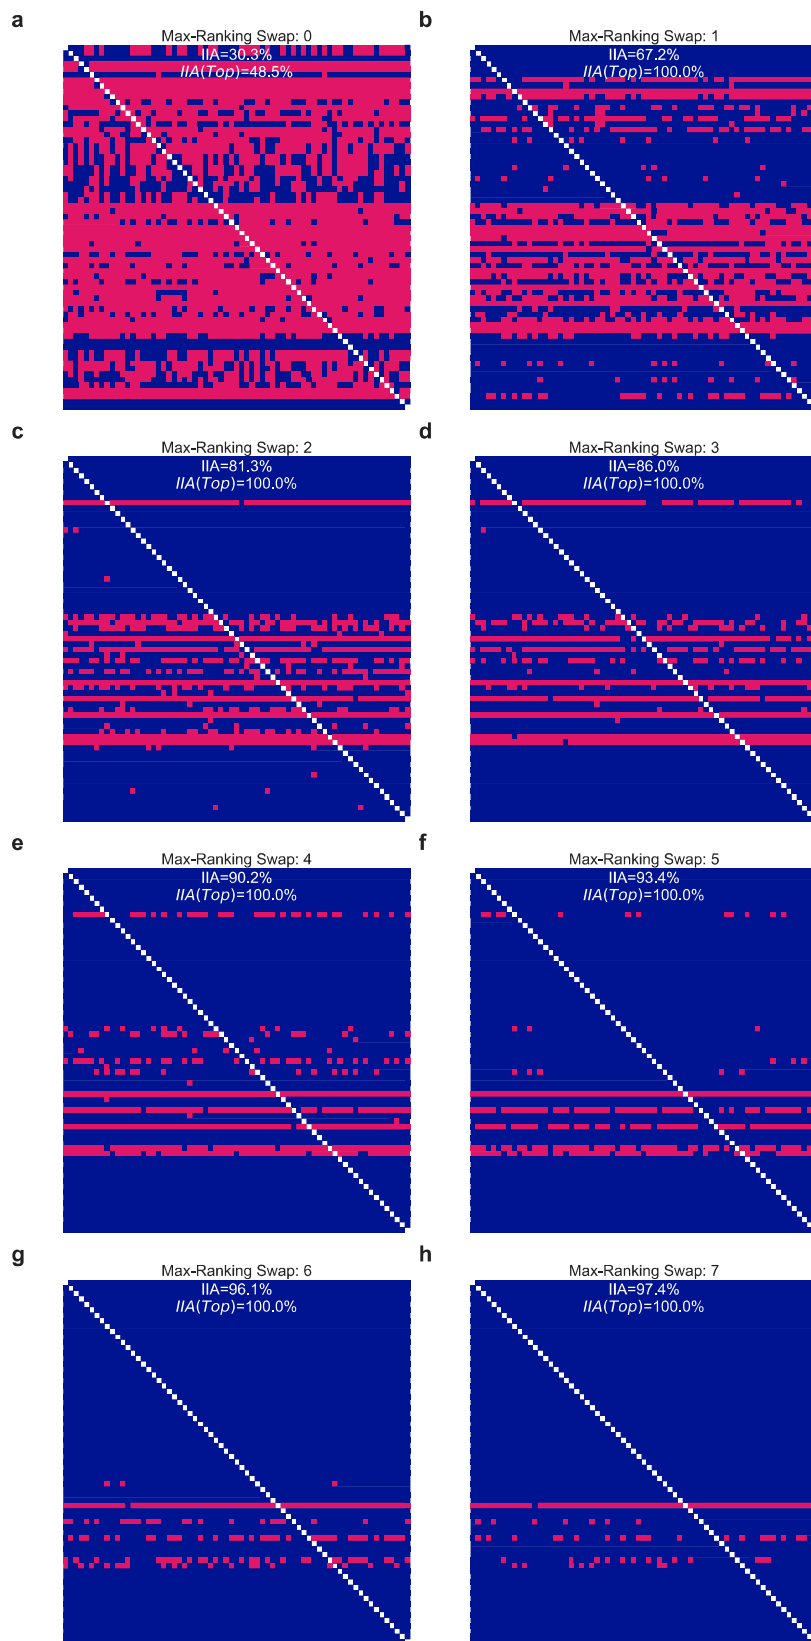 a
Max-Ranking Swap: 0
IIA=30.3%
IIA(Top)=48.5%
b
Max-Ranking Swap: 1
IIA=67.2%
IIA(Top)=100.0%
c
Max-Ranking Swap: 2
IIA=81.3%
IIA(Top)=100.0%
d
Max-Ranking Swap: 3
IIA=86.0%
IIA(Top)=100.0%
e
Max-Ranking Swap: 4
IIA=90.2%
IIA(Top)=100.0%
f
Max-Ranking Swap: 5
IIA=93.4%
IIA(Top)=100.0%
g
Max-Ranking Swap: 6
IIA=96.1%
IIA(Top)=100.0%
h
Max-Ranking Swap: 7
IIA=97.4%
IIA(Top)=100.0%